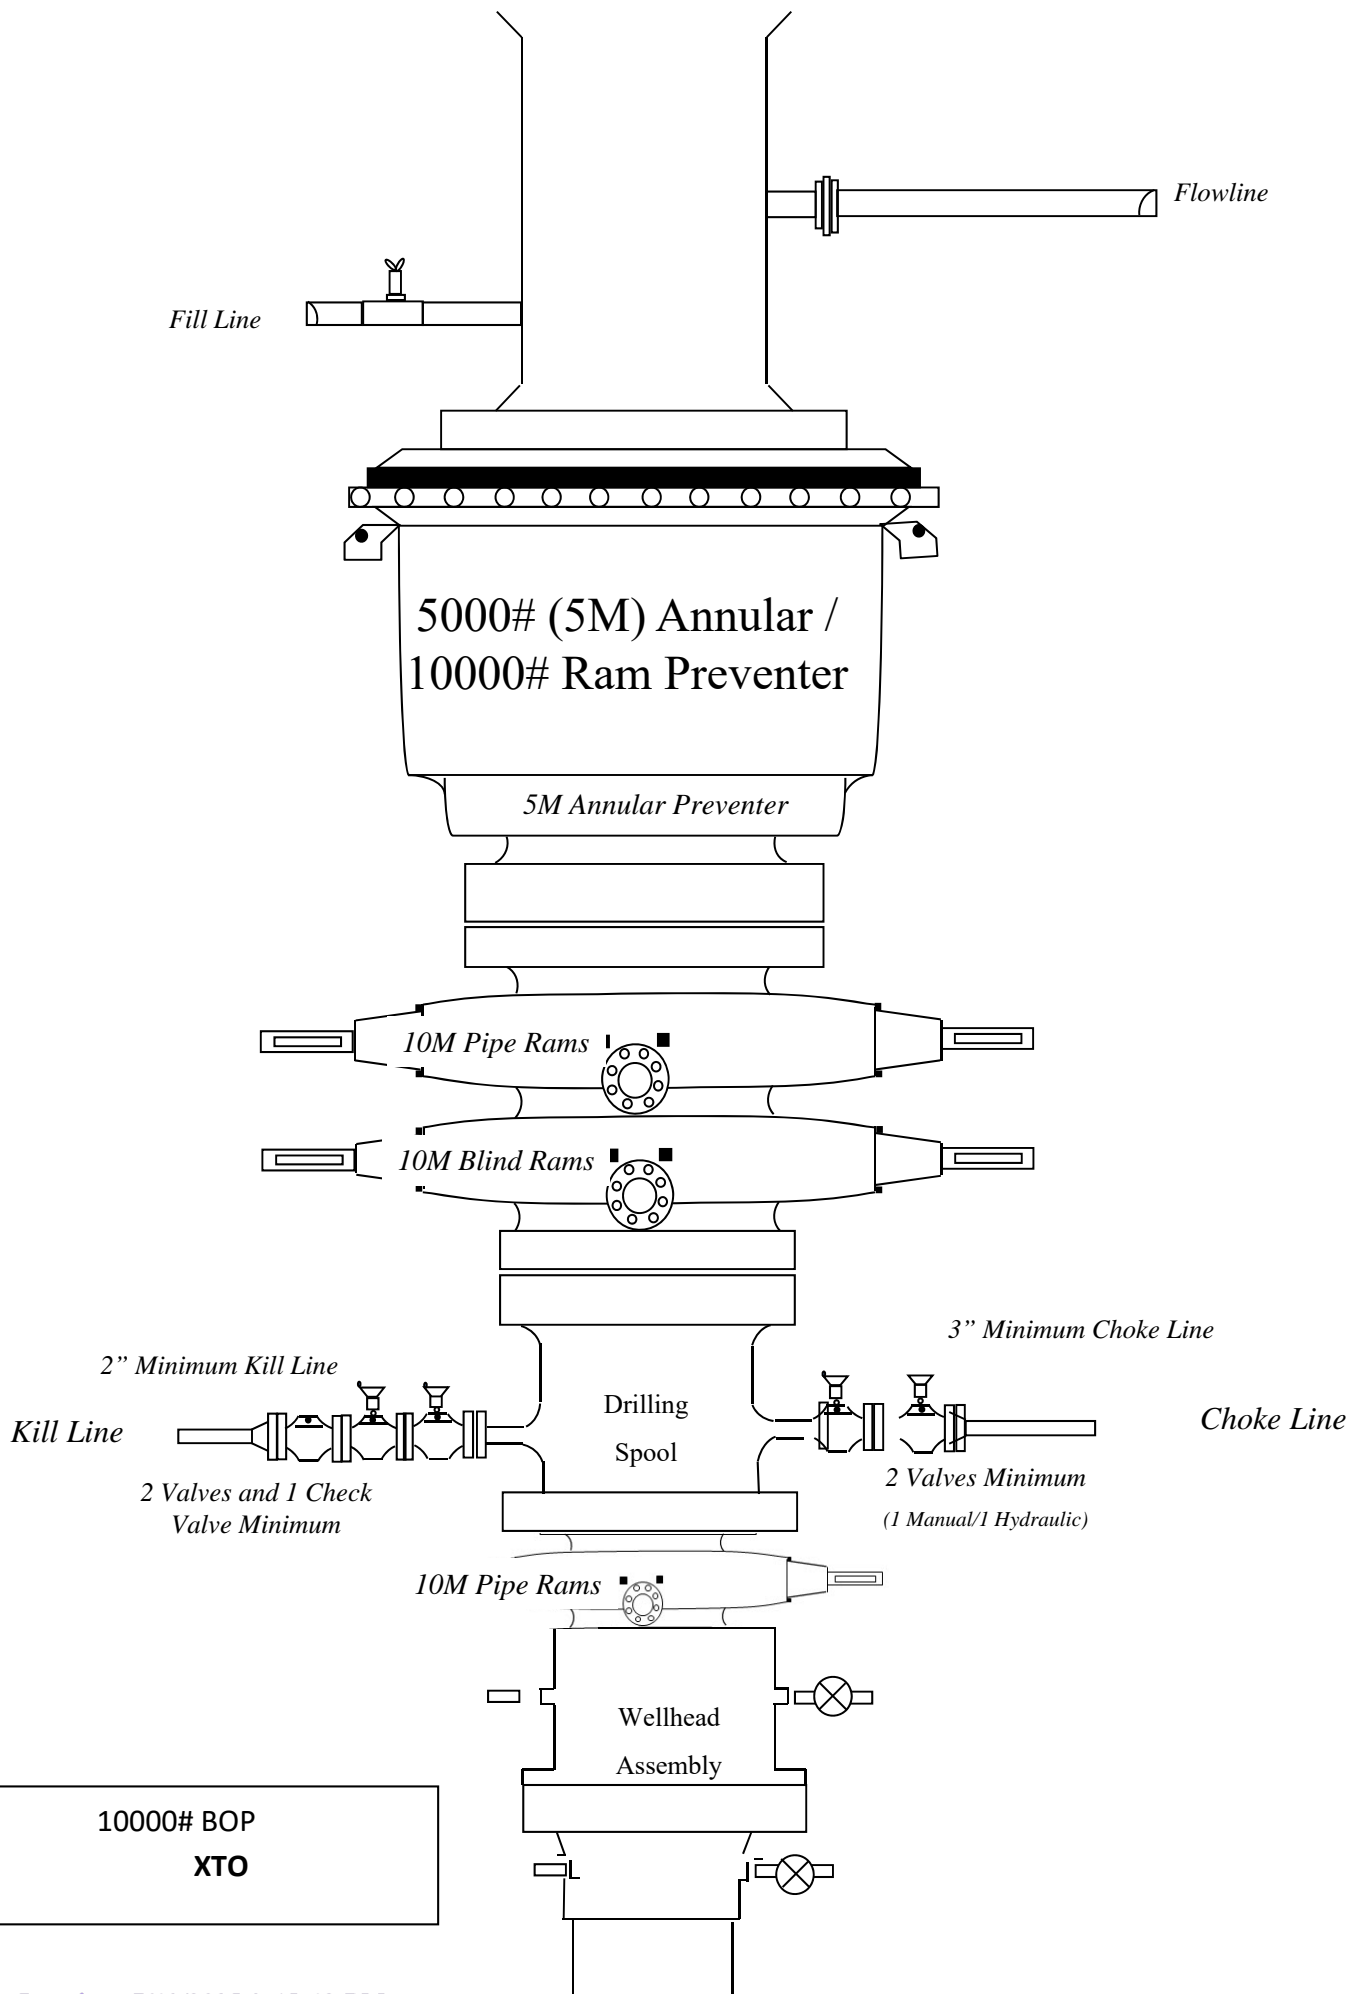 Flowline
Fill Line
5000# (5M) Annular /
10000# Ram Preventer
5M Annular Preventer
10M Pipe Rams
10M Blind Rams
3” Minimum Choke Line
2” Minimum Kill Line
Drilling
Spool
Kill Line
Choke Line
2 Valves and 1 Check
Valve Minimum
2 Valves Minimum
(1 Manual/1 Hydraulic)
10M Pipe Rams
Wellhead
Assembly
10000# BOP
XTO